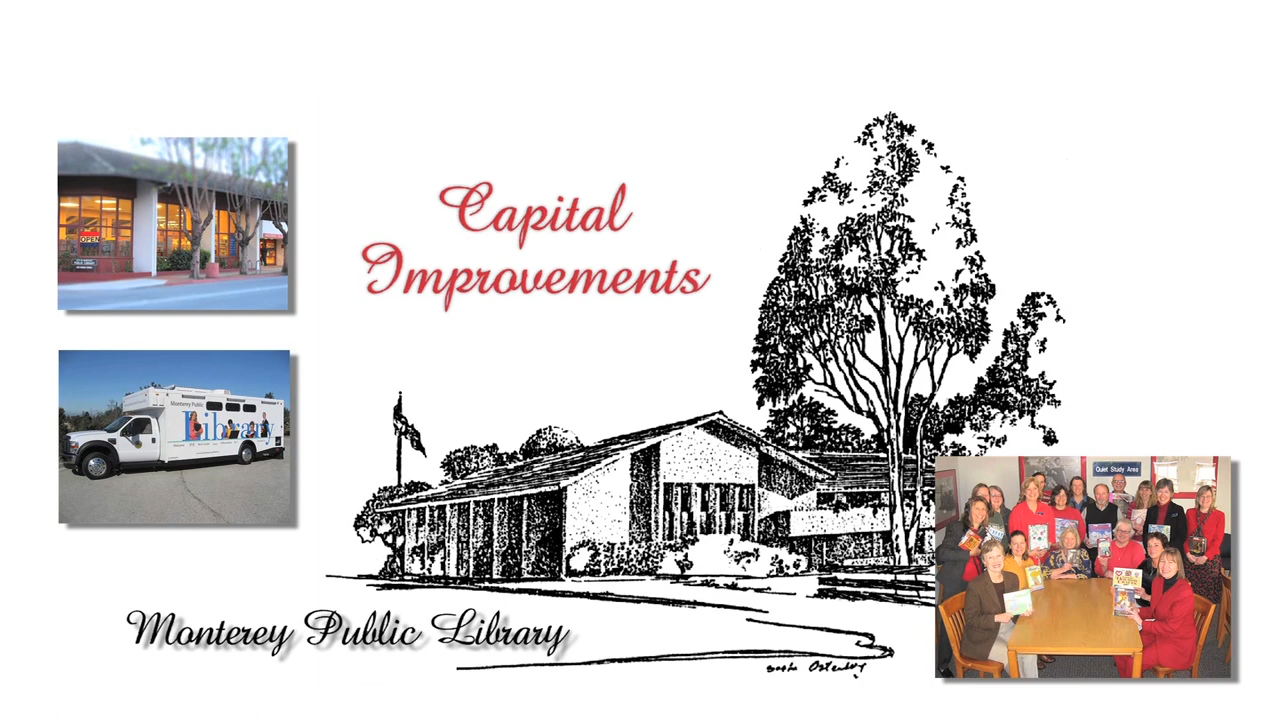 Capital
Improvements
OPEN
Monterey Public
Library
Quiet Study Area
Monterey Public Library